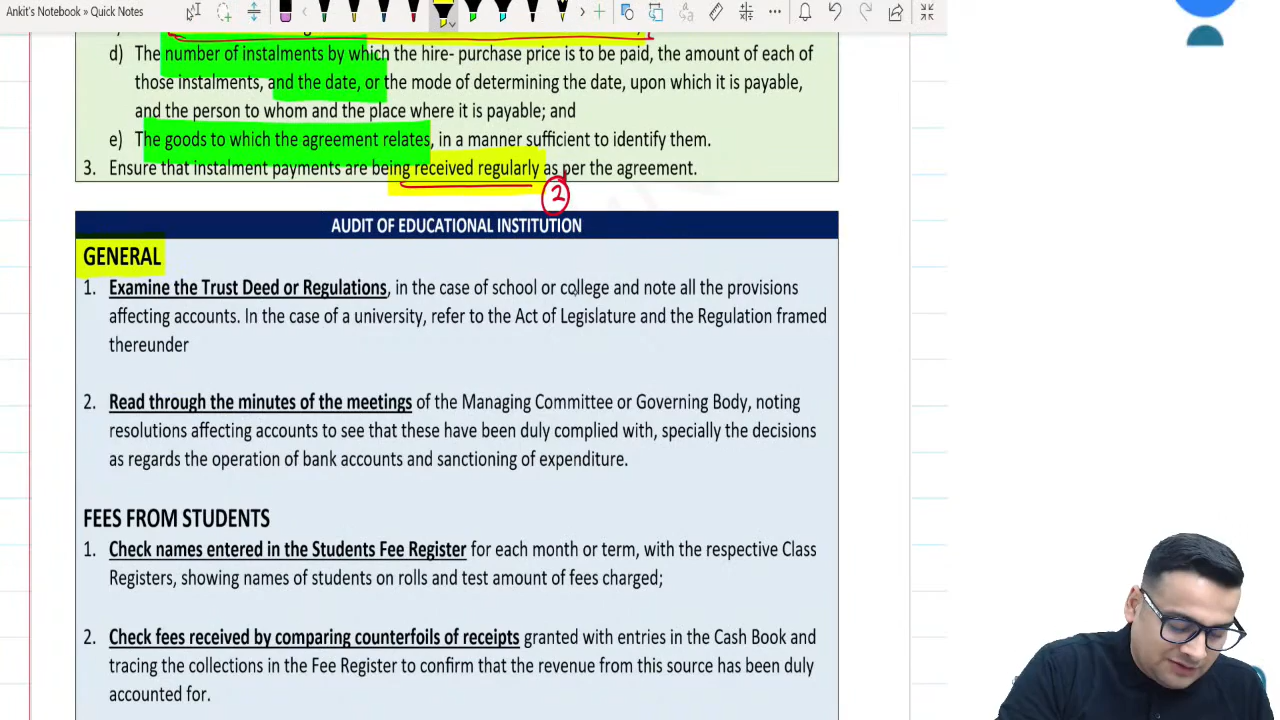 Ankit's Notebook » Quick Notes
d) The number of instalments by which the hire- purchase price is to be paid, the amount of each of
those instalments, and the date, or the mode of determining the date, upon which it is payable,
and the person to whom and the place where it is payable; and
e) The goods to which the agreement relates, in a manner sufficient to identify them.
3. Ensure that instalment payments are being received regularly as per the agreement.
2
AUDIT OF EDUCATIONAL INSTITUTION
GENERAL
1. Examine the Trust Deed or Regulations, in the case of school or college and note all the provisions
affecting accounts. In the case of a university, refer to the Act of Legislature and the Regulation framed
thereunder
2. Read through the minutes of the meetings of the Managing Committee or Governing Body, noting
resolutions affecting accounts to see that these have been duly complied with, specially the decisions
as regards the operation of bank accounts and sanctioning of expenditure.
FEES FROM STUDENTS
1. Check names entered in the Students Fee Register for each month or term, with the respective Class
Registers, showing names of students on rolls and test amount of fees charged;
2. Check fees received by comparing counterfoils of receipts granted with entries in the Cash Book and
tracing the collections in the Fee Register to confirm that the revenue from this source has been duly
accounted for.